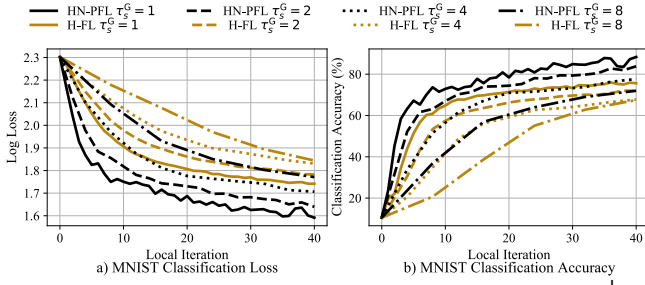 HN-PFL τ_s^G = 1 HN-PFL τ_s^G = 2 HN-PFL τ_s^G = 4 HN-PFL τ_s^G = 8
H-FL τ_s^G = 1 H-FL τ_s^G = 2 H-FL τ_s^G = 4 H-FL τ_s^G = 8
Log Loss
2.3
2.2
2.1
2.0
1.9
1.8
1.7
1.6
0 10 20 30 40
Local Iteration
a) MNIST Classification Loss
Classification Accuracy (%)
80
60
40
20
0 10 20 30 40
Local Iteration
b) MNIST Classification Accuracy